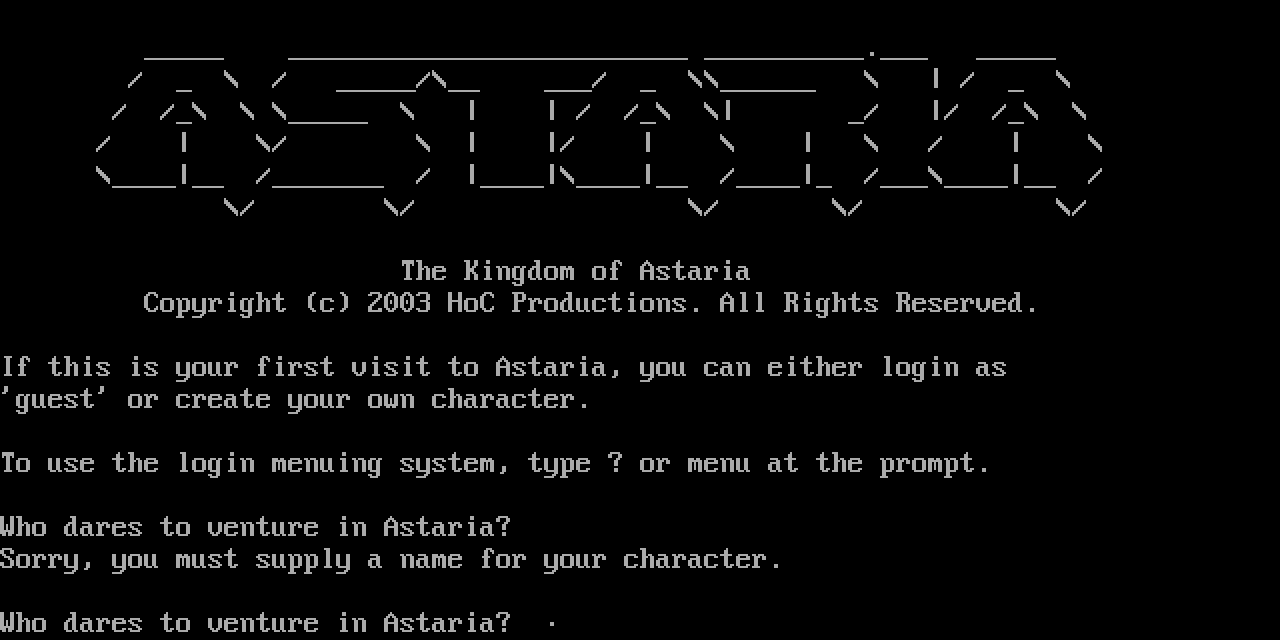 ASTARIA
The Kingdom of Astaria
Copyright (c) 2003 HoC Productions. All Rights Reserved.
If this is your first visit to Astaria, you can either login as
'guest' or create your own character.
To use the login menuing system, type ? or menu at the prompt.
Who dares to venture in Astaria?
Sorry, you must supply a name for your character.
Who dares to venture in Astaria? .